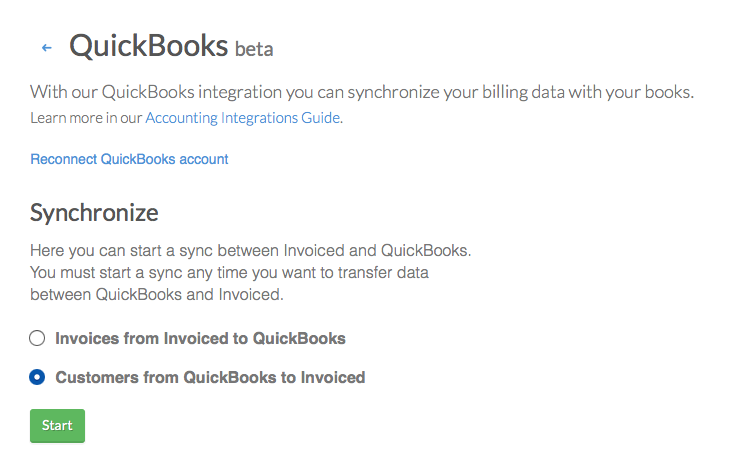 ← QuickBooks beta
With our QuickBooks integration you can synchronize your billing data with your books.
Learn more in our Accounting Integrations Guide.
Reconnect QuickBooks account
Synchronize
Here you can start a sync between Invoiced and QuickBooks.
You must start a sync any time you want to transfer data
between QuickBooks and Invoiced.
Invoices from Invoiced to QuickBooks
Customers from QuickBooks to Invoiced
Start